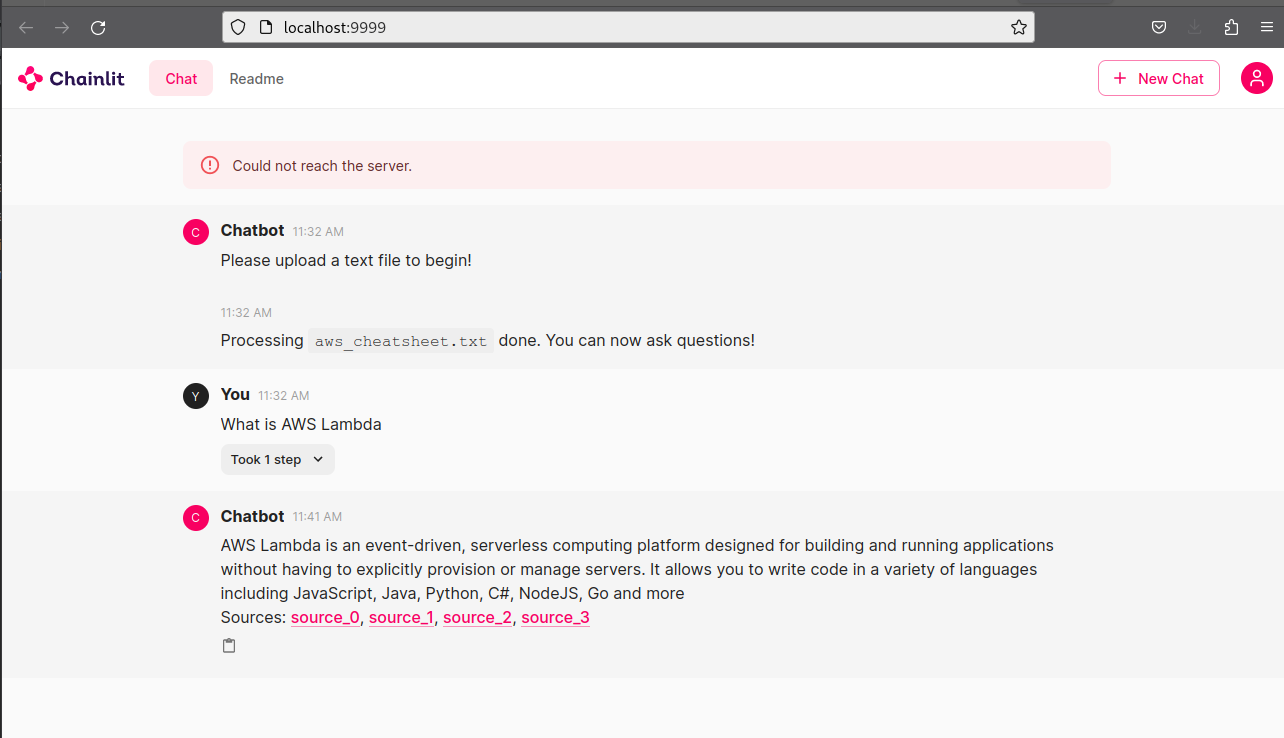 localhost:9999
Chainlit Chat Readme + New Chat
Could not reach the server.
C Chatbot 11:32 AM
Please upload a text file to begin!
11:32 AM
Processing aws_cheatsheet.txt done. You can now ask questions!
Y You 11:32 AM
What is AWS Lambda
Took 1 step
C Chatbot 11:41 AM
AWS Lambda is an event-driven, serverless computing platform designed for building and running applications
without having to explicitly provision or manage servers. It allows you to write code in a variety of languages
including JavaScript, Java, Python, C#, NodeJS, Go and more
Sources: source_0, source_1, source_2, source_3